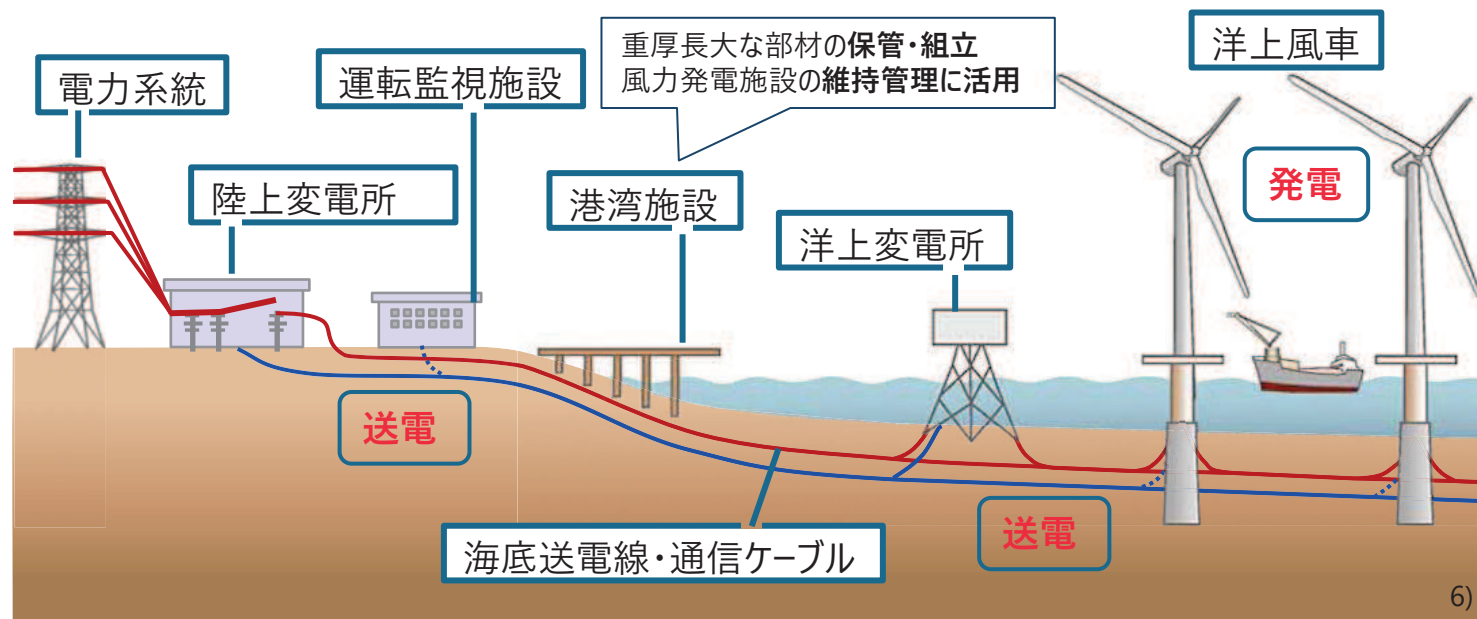 重厚長大な部材の保管・組立
風力発電施設の維持管理に活用
洋上風車
電力系統
運転監視施設
発電
陸上変電所
港湾施設
洋上変電所
送電
送電
海底送電線・通信ケーブル
6)